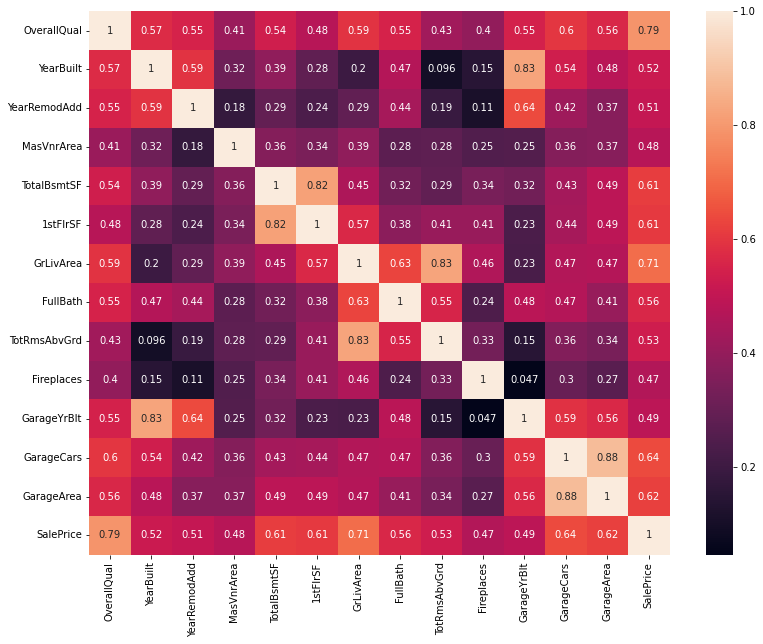 OverallQual 1 0.57 0.55 0.41 0.54 0.48 0.59 0.55 0.43 0.4 0.55 0.6 0.56 0.79
YearBuilt 0.57 1 0.59 0.32 0.39 0.28 0.2 0.47 0.096 0.15 0.83 0.54 0.48 0.52
YearRemodAdd 0.55 0.59 1 0.18 0.29 0.24 0.29 0.44 0.19 0.11 0.64 0.42 0.37 0.51
MasVnrArea 0.41 0.32 0.18 1 0.36 0.34 0.39 0.28 0.28 0.25 0.25 0.36 0.37 0.48
TotalBsmtSF 0.54 0.39 0.29 0.36 1 0.82 0.45 0.32 0.29 0.34 0.32 0.43 0.49 0.61
1stFlrSF 0.48 0.28 0.24 0.34 0.82 1 0.57 0.38 0.41 0.41 0.23 0.44 0.49 0.61
GrLivArea 0.59 0.2 0.29 0.39 0.45 0.57 1 0.63 0.83 0.46 0.23 0.47 0.47 0.71
FullBath 0.55 0.47 0.44 0.28 0.32 0.38 0.63 1 0.55 0.24 0.48 0.47 0.41 0.56
TotRmsAbvGrd 0.43 0.096 0.19 0.28 0.29 0.41 0.83 0.55 1 0.33 0.15 0.36 0.34 0.53
Fireplaces 0.4 0.15 0.11 0.25 0.34 0.41 0.46 0.24 0.33 1 0.047 0.3 0.27 0.47
GarageYrBlt 0.55 0.83 0.64 0.25 0.32 0.23 0.23 0.48 0.15 0.047 1 0.59 0.56 0.49
GarageCars 0.6 0.54 0.42 0.36 0.43 0.44 0.47 0.47 0.36 0.3 0.59 1 0.88 0.64
GarageArea 0.56 0.48 0.37 0.37 0.49 0.49 0.47 0.41 0.34 0.27 0.56 0.88 1 0.62
SalePrice 0.79 0.52 0.51 0.48 0.61 0.61 0.71 0.56 0.53 0.47 0.49 0.64 0.62 1
OverallQual
YearBuilt
YearRemodAdd
MasVnrArea
TotalBsmtSF
1stFlrSF
GrLivArea
FullBath
TotRmsAbvGrd
Fireplaces
GarageYrBlt
GarageCars
GarageArea
SalePrice
1.0
0.8
0.6
0.4
0.2